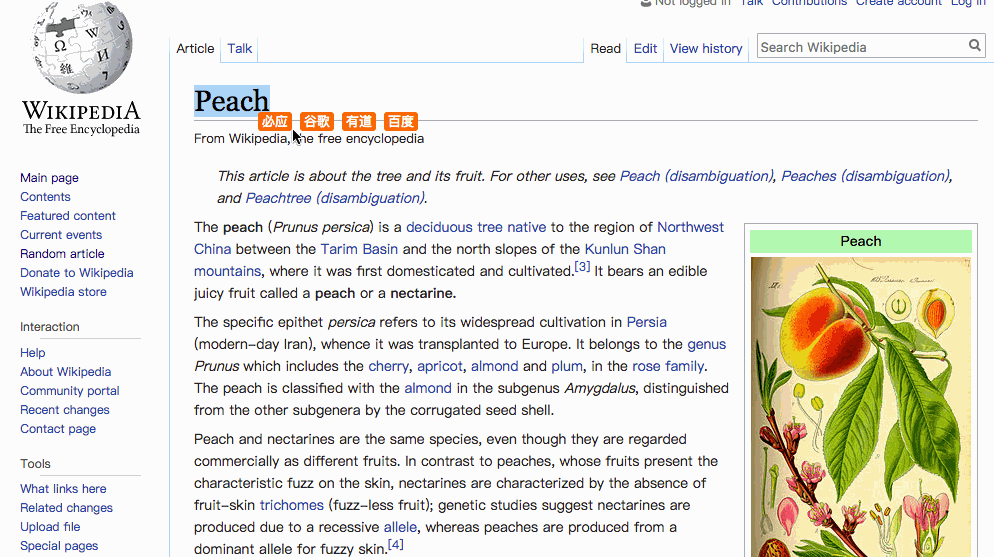 Not logged in Talk Contributions Create account Log in
WIKIPEDIA
The Free Encyclopedia
Article Talk
Read Edit View history
Search Wikipedia
Peach
必应 谷歌 有道 百度
From Wikipedia, the free encyclopedia
This article is about the tree and its fruit. For other uses, see Peach (disambiguation), Peaches (disambiguation),
and Peachtree (disambiguation).
The peach (Prunus persica) is a deciduous tree native to the region of Northwest
China between the Tarim Basin and the north slopes of the Kunlun Shan
mountains, where it was first domesticated and cultivated.[3] It bears an edible
juicy fruit called a peach or a nectarine.
The specific epithet persica refers to its widespread cultivation in Persia
(modern-day Iran), whence it was transplanted to Europe. It belongs to the genus
Prunus which includes the cherry, apricot, almond and plum, in the rose family.
The peach is classified with the almond in the subgenus Amygdalus, distinguished
from the other subgenera by the corrugated seed shell.
Peach and nectarines are the same species, even though they are regarded
commercially as different fruits. In contrast to peaches, whose fruits present the
characteristic fuzz on the skin, nectarines are characterized by the absence of
fruit-skin trichomes (fuzz-less fruit); genetic studies suggest nectarines are
produced due to a recessive allele, whereas peaches are produced from a
dominant allele for fuzzy skin.[4]
Peach
Main page
Contents
Featured content
Current events
Random article
Donate to Wikipedia
Wikipedia store
Interaction
Help
About Wikipedia
Community portal
Recent changes
Contact page
Tools
What links here
Related changes
Upload file
Special pages